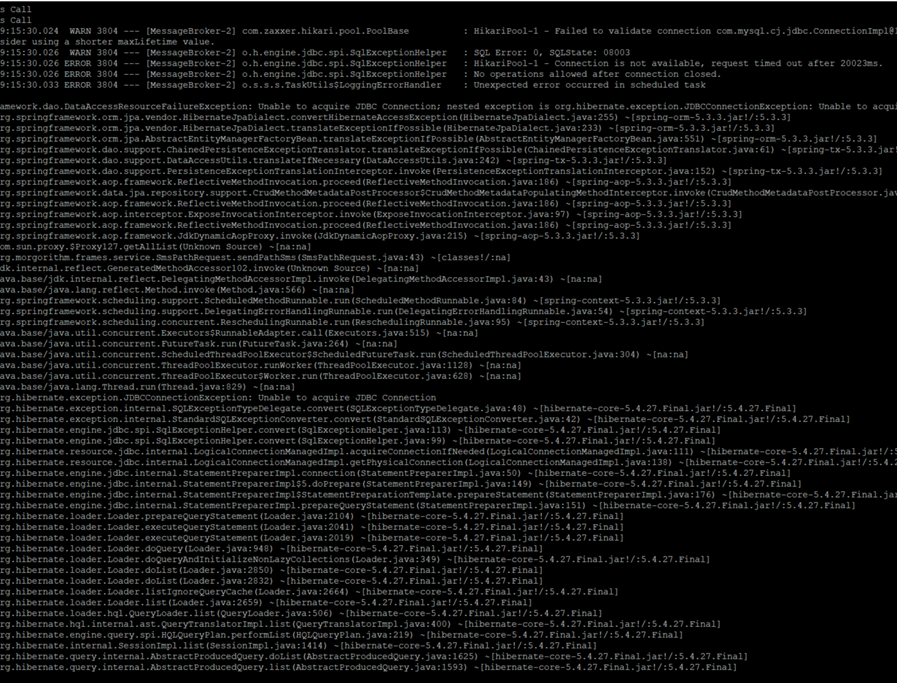 s Call
s Call
9:15:30.024  WARN 3804 --- [MessageBroker-2] com.zaxxer.hikari.pool.PoolBase          : HikariPool-1 - Failed to validate connection com.mysql.cj.jdbc.ConnectionImpl@1
sider using a shorter maxLifetime value.
9:15:30.026  WARN 3804 --- [MessageBroker-2] o.h.engine.jdbc.spi.SqlExceptionHelper   : SQL Error: 0, SQLState: 08003
9:15:30.026 ERROR 3804 --- [MessageBroker-2] o.h.engine.jdbc.spi.SqlExceptionHelper   : HikariPool-1 - Connection is not available, request timed out after 20023ms.
9:15:30.026 ERROR 3804 --- [MessageBroker-2] o.h.engine.jdbc.spi.SqlExceptionHelper   : No operations allowed after connection closed.
9:15:30.033 ERROR 3804 --- [MessageBroker-2] o.s.s.s.TaskUtils$LoggingErrorHandler    : Unexpected error occurred in scheduled task
amework.dao.DataAccessResourceFailureException: Unable to acquire JDBC Connection; nested exception is org.hibernate.exception.JDBCConnectionException: Unable to acqui
rg.springframework.orm.jpa.vendor.HibernateJpaDialect.convertHibernateAccessException(HibernateJpaDialect.java:255) ~[spring-orm-5.3.3.jar!/:5.3.3]
rg.springframework.orm.jpa.vendor.HibernateJpaDialect.translateExceptionIfPossible(HibernateJpaDialect.java:233) ~[spring-orm-5.3.3.jar!/:5.3.3]
rg.springframework.orm.jpa.AbstractEntityManagerFactoryBean.translateExceptionIfPossible(AbstractEntityManagerFactoryBean.java:551) ~[spring-orm-5.3.3.jar!/:5.3.3]
rg.springframework.dao.support.ChainedPersistenceExceptionTranslator.translateExceptionIfPossible(ChainedPersistenceExceptionTranslator.java:61) ~[spring-tx-5.3.3.jar!
rg.springframework.dao.support.DataAccessUtils.translateIfNecessary(DataAccessUtils.java:242) ~[spring-tx-5.3.3.jar!/:5.3.3]
rg.springframework.dao.support.PersistenceExceptionTranslationInterceptor.invoke(PersistenceExceptionTranslationInterceptor.java:152) ~[spring-tx-5.3.3.jar!/:5.3.3]
rg.springframework.aop.framework.ReflectiveMethodInvocation.proceed(ReflectiveMethodInvocation.java:186) ~[spring-aop-5.3.3.jar!/:5.3.3]
rg.springframework.data.jpa.repository.support.CrudMethodMetadataPostProcessor$CrudMethodMetadataPopulatingMethodInterceptor.invoke(CrudMethodMetadataPostProcessor.jav
rg.springframework.aop.framework.ReflectiveMethodInvocation.proceed(ReflectiveMethodInvocation.java:186) ~[spring-aop-5.3.3.jar!/:5.3.3]
rg.springframework.aop.interceptor.ExposeInvocationInterceptor.invoke(ExposeInvocationInterceptor.java:97) ~[spring-aop-5.3.3.jar!/:5.3.3]
rg.springframework.aop.framework.ReflectiveMethodInvocation.proceed(ReflectiveMethodInvocation.java:186) ~[spring-aop-5.3.3.jar!/:5.3.3]
rg.springframework.aop.framework.JdkDynamicAopProxy.invoke(JdkDynamicAopProxy.java:215) ~[spring-aop-5.3.3.jar!/:5.3.3]
om.sun.proxy.$Proxy127.getAllList(Unknown Source) ~[na:na]
rg.morgorithm.frames.service.SmsPathRequest.sendPathSms(SmsPathRequest.java:43) ~[classes!/:na]
dk.internal.reflect.GeneratedMethodAccessor102.invoke(Unknown Source) ~[na:na]
ava.base/jdk.internal.reflect.DelegatingMethodAccessorImpl.invoke(DelegatingMethodAccessorImpl.java:43) ~[na:na]
ava.base/java.lang.reflect.Method.invoke(Method.java:566) ~[na:na]
rg.springframework.scheduling.support.ScheduledMethodRunnable.run(ScheduledMethodRunnable.java:84) ~[spring-context-5.3.3.jar!/:5.3.3]
rg.springframework.scheduling.support.DelegatingErrorHandlingRunnable.run(DelegatingErrorHandlingRunnable.java:54) ~[spring-context-5.3.3.jar!/:5.3.3]
rg.springframework.scheduling.concurrent.ReschedulingRunnable.run(ReschedulingRunnable.java:95) ~[spring-context-5.3.3.jar!/:5.3.3]
ava.base/java.util.concurrent.Executors$RunnableAdapter.call(Executors.java:515) ~[na:na]
ava.base/java.util.concurrent.FutureTask.run(FutureTask.java:264) ~[na:na]
ava.base/java.util.concurrent.ScheduledThreadPoolExecutor$ScheduledFutureTask.run(ScheduledThreadPoolExecutor.java:304) ~[na:na]
ava.base/java.util.concurrent.ThreadPoolExecutor.runWorker(ThreadPoolExecutor.java:1128) ~[na:na]
ava.base/java.util.concurrent.ThreadPoolExecutor$Worker.run(ThreadPoolExecutor.java:628) ~[na:na]
ava.base/java.lang.Thread.run(Thread.java:829) ~[na:na]
rg.hibernate.exception.JDBCConnectionException: Unable to acquire JDBC Connection
rg.hibernate.exception.internal.SQLExceptionTypeDelegate.convert(SQLExceptionTypeDelegate.java:48) ~[hibernate-core-5.4.27.Final.jar!/:5.4.27.Final]
rg.hibernate.exception.internal.StandardSQLExceptionConverter.convert(StandardSQLExceptionConverter.java:42) ~[hibernate-core-5.4.27.Final.jar!/:5.4.27.Final]
rg.hibernate.engine.jdbc.spi.SqlExceptionHelper.convert(SqlExceptionHelper.java:113) ~[hibernate-core-5.4.27.Final.jar!/:5.4.27.Final]
rg.hibernate.engine.jdbc.spi.SqlExceptionHelper.convert(SqlExceptionHelper.java:99) ~[hibernate-core-5.4.27.Final.jar!/:5.4.27.Final]
rg.hibernate.resource.jdbc.internal.LogicalConnectionManagedImpl.acquireConnectionIfNeeded(LogicalConnectionManagedImpl.java:111) ~[hibernate-core-5.4.27.Final.jar!/:5
rg.hibernate.resource.jdbc.internal.LogicalConnectionManagedImpl.getPhysicalConnection(LogicalConnectionManagedImpl.java:138) ~[hibernate-core-5.4.27.Final.jar!/:5.4.2
rg.hibernate.engine.jdbc.internal.StatementPreparerImpl.connection(StatementPreparerImpl.java:50) ~[hibernate-core-5.4.27.Final.jar!/:5.4.27.Final]
rg.hibernate.engine.jdbc.internal.StatementPreparerImpl$5.doPrepare(StatementPreparerImpl.java:149) ~[hibernate-core-5.4.27.Final.jar!/:5.4.27.Final]
rg.hibernate.engine.jdbc.internal.StatementPreparerImpl$StatementPreparationTemplate.prepareStatement(StatementPreparerImpl.java:176) ~[hibernate-core-5.4.27.Final.jar
rg.hibernate.engine.jdbc.internal.StatementPreparerImpl.prepareQueryStatement(StatementPreparerImpl.java:151) ~[hibernate-core-5.4.27.Final.jar!/:5.4.27.Final]
rg.hibernate.loader.Loader.prepareQueryStatement(Loader.java:2104) ~[hibernate-core-5.4.27.Final.jar!/:5.4.27.Final]
rg.hibernate.loader.Loader.executeQueryStatement(Loader.java:2041) ~[hibernate-core-5.4.27.Final.jar!/:5.4.27.Final]
rg.hibernate.loader.Loader.executeQueryStatement(Loader.java:2019) ~[hibernate-core-5.4.27.Final.jar!/:5.4.27.Final]
rg.hibernate.loader.Loader.doQuery(Loader.java:948) ~[hibernate-core-5.4.27.Final.jar!/:5.4.27.Final]
rg.hibernate.loader.Loader.doQueryAndInitializeNonLazyCollections(Loader.java:349) ~[hibernate-core-5.4.27.Final.jar!/:5.4.27.Final]
rg.hibernate.loader.Loader.doList(Loader.java:2850) ~[hibernate-core-5.4.27.Final.jar!/:5.4.27.Final]
rg.hibernate.loader.Loader.doList(Loader.java:2832) ~[hibernate-core-5.4.27.Final.jar!/:5.4.27.Final]
rg.hibernate.loader.Loader.listIgnoreQueryCache(Loader.java:2664) ~[hibernate-core-5.4.27.Final.jar!/:5.4.27.Final]
rg.hibernate.loader.Loader.list(Loader.java:2659) ~[hibernate-core-5.4.27.Final.jar!/:5.4.27.Final]
rg.hibernate.loader.hql.QueryLoader.list(QueryLoader.java:506) ~[hibernate-core-5.4.27.Final.jar!/:5.4.27.Final]
rg.hibernate.hql.internal.ast.QueryTranslatorImpl.list(QueryTranslatorImpl.java:400) ~[hibernate-core-5.4.27.Final.jar!/:5.4.27.Final]
rg.hibernate.engine.query.spi.HQLQueryPlan.performList(HQLQueryPlan.java:219) ~[hibernate-core-5.4.27.Final.jar!/:5.4.27.Final]
rg.hibernate.internal.SessionImpl.list(SessionImpl.java:1414) ~[hibernate-core-5.4.27.Final.jar!/:5.4.27.Final]
rg.hibernate.query.internal.AbstractProducedQuery.doList(AbstractProducedQuery.java:1625) ~[hibernate-core-5.4.27.Final.jar!/:5.4.27.Final]
rg.hibernate.query.internal.AbstractProducedQuery.list(AbstractProducedQuery.java:1593) ~[hibernate-core-5.4.27.Final.jar!/:5.4.27.Final]